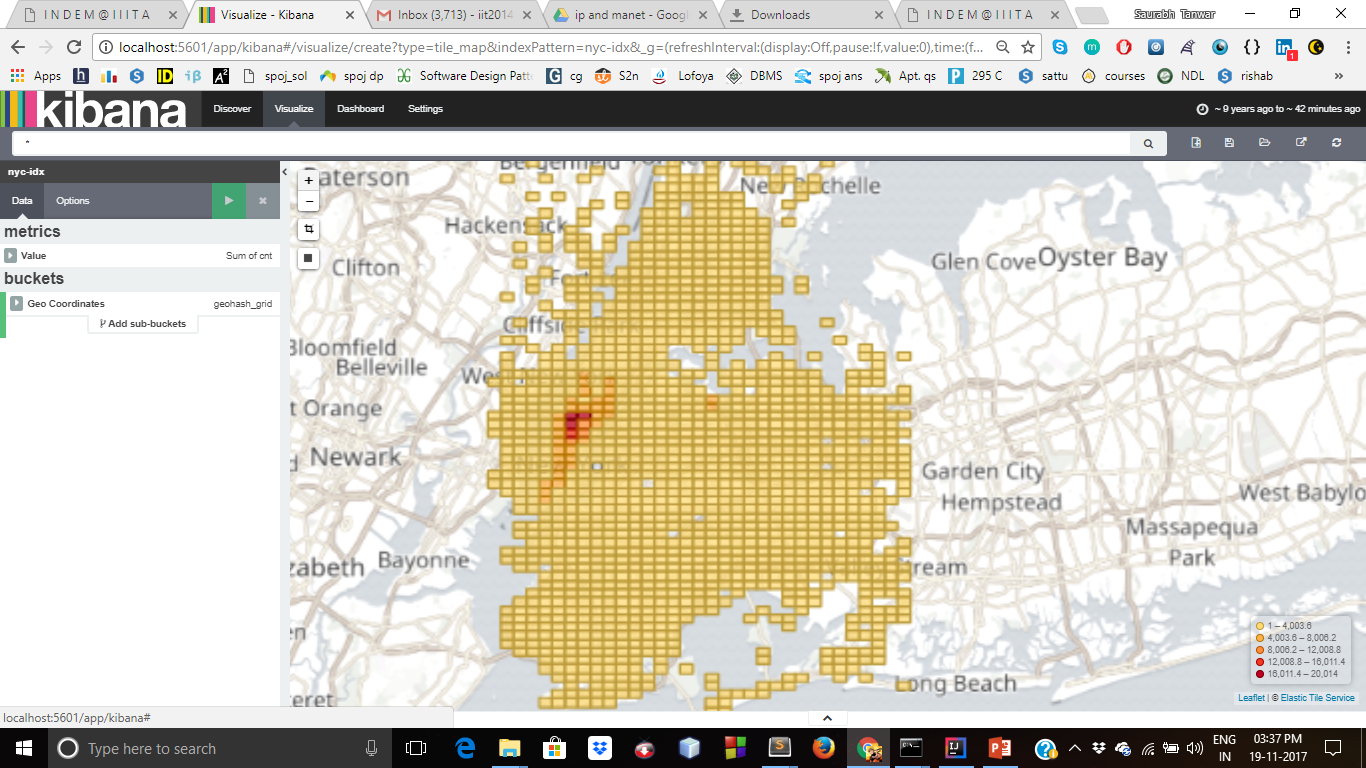 I N D E M @ I I I T A
Visualize - Kibana
Inbox (3,713) - iit2014
ip and manet - Goog
Downloads
I N D E M @ I I I T A
Saurabh Tanwar
localhost:5601/app/kibana#/visualize/create?type=tile_map&indexPattern=nyc-idx&_g=(refreshInterval:(display:Off,pause:!f,value:0),time:(f...
Apps
spoj_sol
spoj dp
Software Design Patt
cg
S2n
Lofoya
DBMS
spoj ans
Apt. qs
295 C
sattu
courses
NDL
rishab
»
kibana
Discover
Visualize
Dashboard
Settings
~ 9 years ago to ~ 42 minutes ago
*
nyc-idx
Data
Options
metrics
Value
Sum of cnt
buckets
Geo Coordinates
geohash_grid
Add sub-buckets
+
−
Paterson
Bergenfield
New Rochelle
Hackensack
Clifton
Glen Cove
Oyster Bay
Fort
Cliffsi
Bloomfield
Belleville
West
t Orange
Newark
Garden City
Hempstead
West Babylo
Massapequa
Park
Bayonne
zabeth
tream
en
Long Beach
teret
1 – 4,003.6
4,003.6 – 8,006.2
8,006.2 – 12,008.8
12,008.8 – 16,011.4
16,011.4 – 20,014
Leaflet | © Elastic Tile Service
localhost:5601/app/kibana#
Type here to search
ENG
IN
03:37 PM
19-11-2017